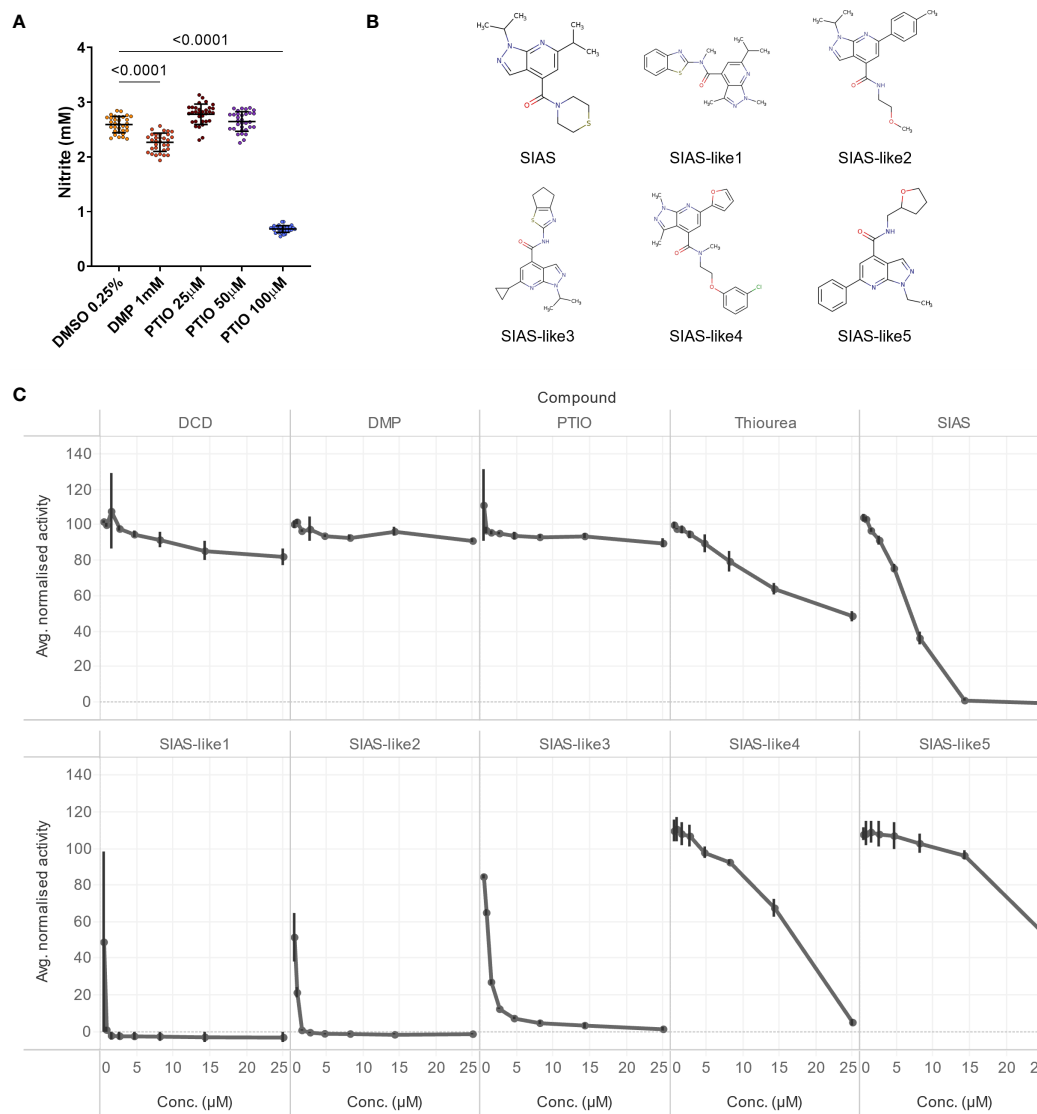 A
Nitrite (mM)
4
3
2
1
0
<0.0001
<0.0001
DMSO 0.25%
DMP 1mM
PTIO 25µM
PTIO 50µM
PTIO 100µM
B
SIAS
SIAS-like1
SIAS-like2
SIAS-like3
SIAS-like4
SIAS-like5
C
Compound
DCD DMP PTIO Thiourea SIAS
Avg. normalised activity
140
120
100
80
60
40
20
0
SIAS-like1 SIAS-like2 SIAS-like3 SIAS-like4 SIAS-like5
Avg. normalised activity
140
120
100
80
60
40
20
0
0 5 10 15 20 25 0 5 10 15 20 25 0 5 10 15 20 25 0 5 10 15 20 25 0 5 10 15 20
Conc. (µM) Conc. (µM) Conc. (µM) Conc. (µM) Conc. (µM)